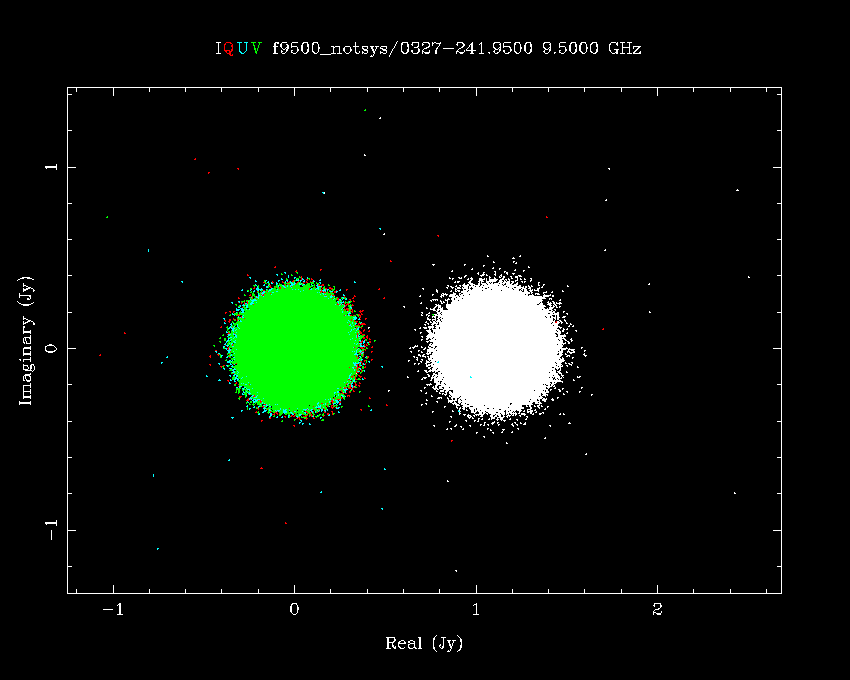 IQUV f9500_notsys/0327-241.9500 9.5000 GHz
1
0
-1
Imaginary (Jy)
-1 0 1 2
Real (Jy)